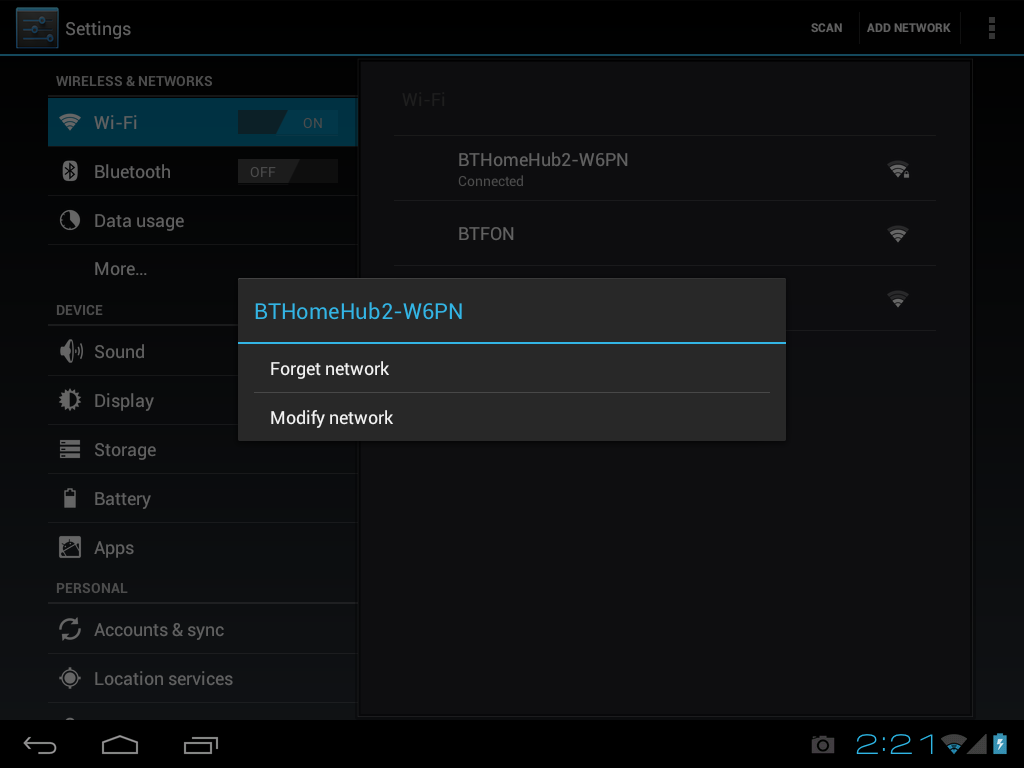 Settings
SCAN
ADD NETWORK
WIRELESS & NETWORKS
Wi-Fi
ON
Bluetooth
OFF
Data usage
More...
DEVICE
Sound
Display
Storage
Battery
Apps
PERSONAL
Accounts & sync
Location services
Wi-Fi
BTHomeHub2-W6PN
Connected
BTFON
BTHomeHub2-W6PN
Forget network
Modify network
2:21